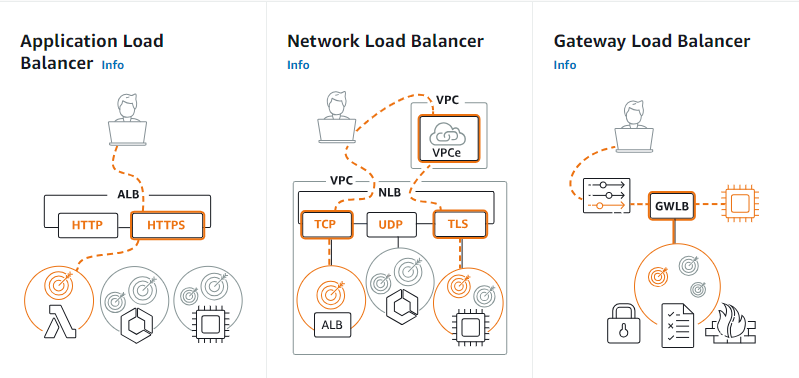 Application Load
Balancer Info
ALB
HTTP
HTTPS
Network Load Balancer
Info
VPC
VPCe
VPC
NLB
TCP
UDP
TLS
ALB
Gateway Load Balancer
Info
GWLB